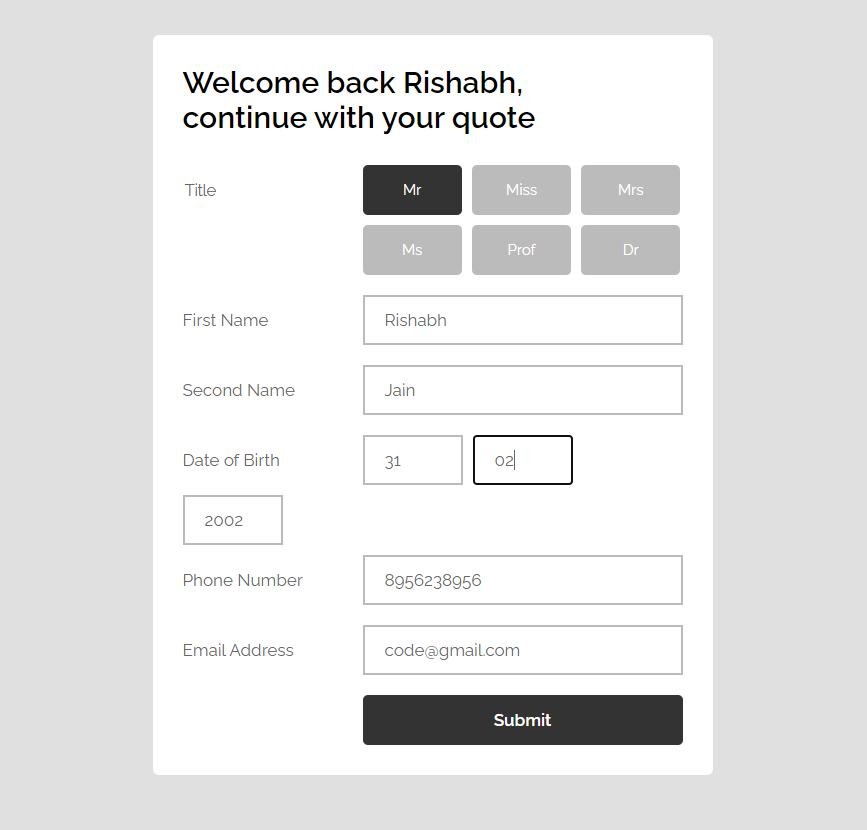 Welcome back Rishabh,
continue with your quote
Title
Mr Miss Mrs
Ms Prof Dr
First Name Rishabh
Second Name Jain
Date of Birth 31 02
2002
Phone Number 8956238956
Email Address code@gmail.com
Submit